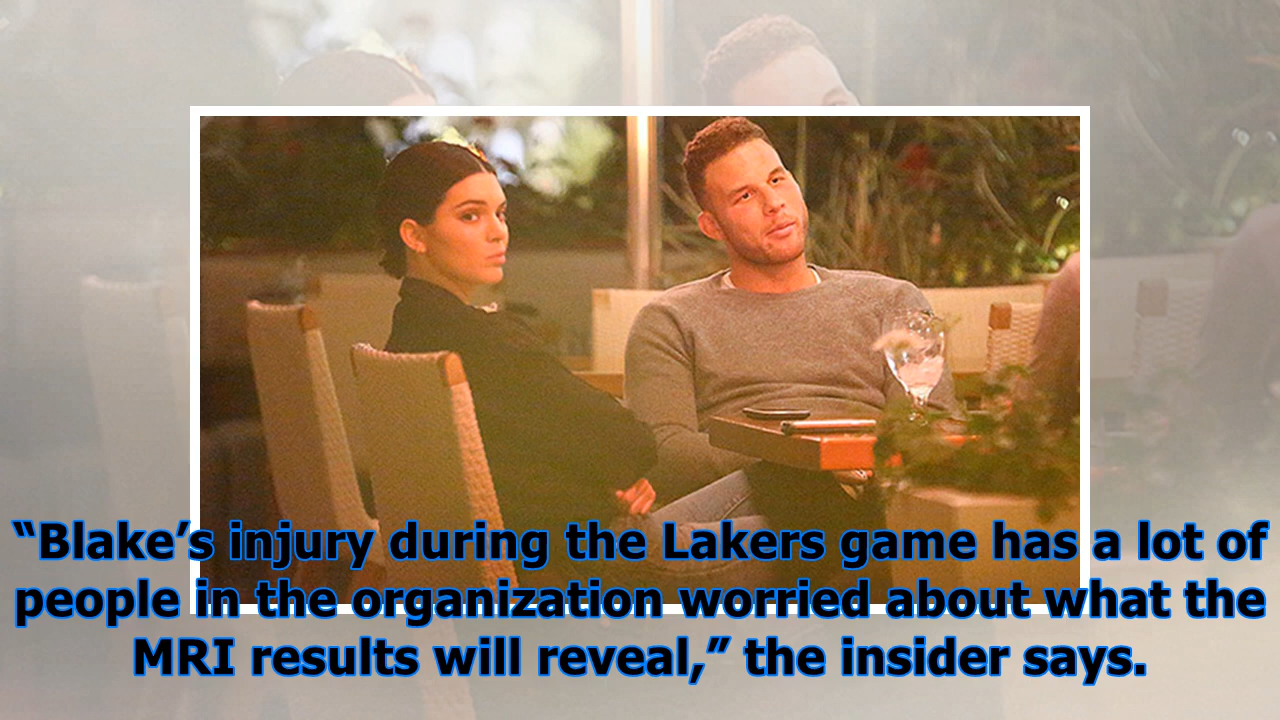 “Blake’s injury during the Lakers game has a lot of
people in the organization worried about what the
MRI results will reveal,” the insider says.